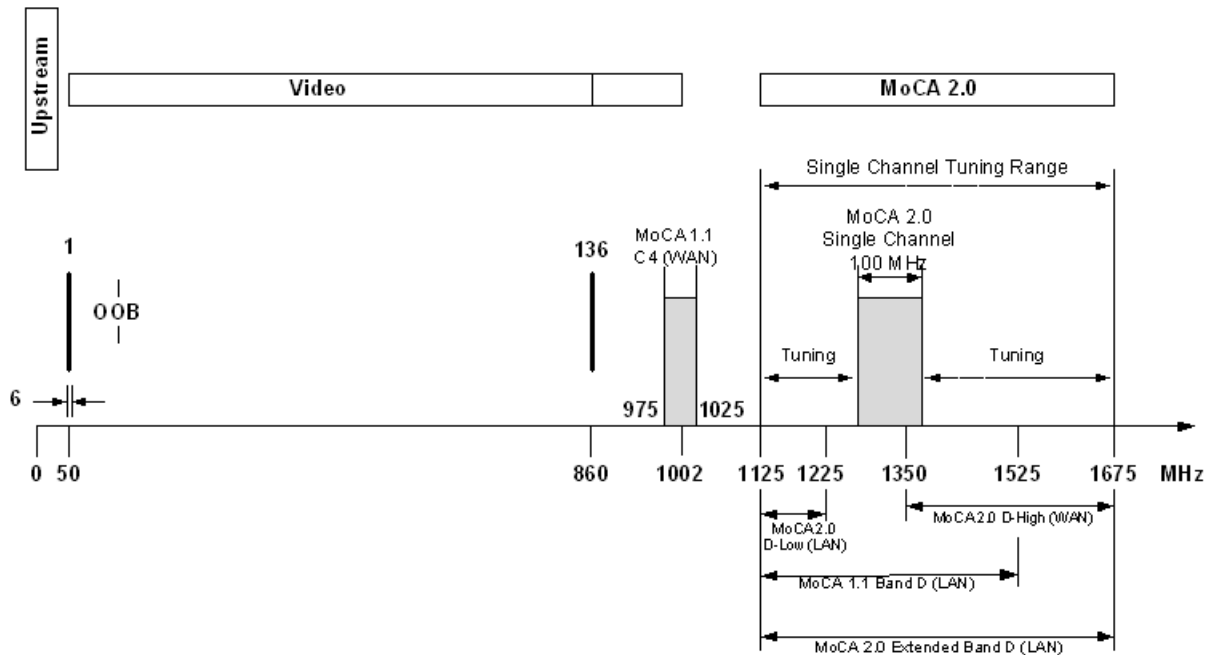 Upstream
Video
MoCA 2.0
Single Channel Tuning Range
MoCA 2.0
Single Channel
100 MHz
MoCA 1.1
C4 (WAN)
1
136
OOB
Tuning
Tuning
6
975
1025
0
50
860
1002
1125
1225
1350
1525
1675
MHz
MoCA2.0
D-Low (LAN)
MoCA2.0 D-High (WAN)
MoCA 1.1 Band D (LAN)
MoCA 2.0 Extended Band D (LAN)